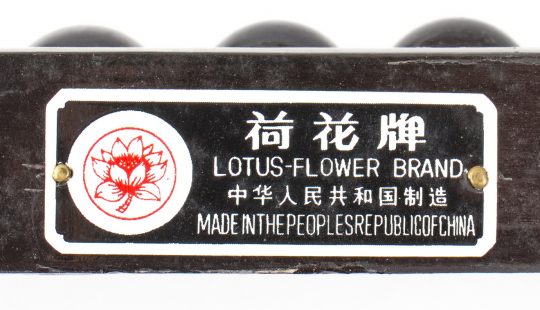 荷花牌
LOTUS-FLOWER BRAND
中华人民共和国制造
MADE IN THE PEOPLES REPUBLIC OF CHINA